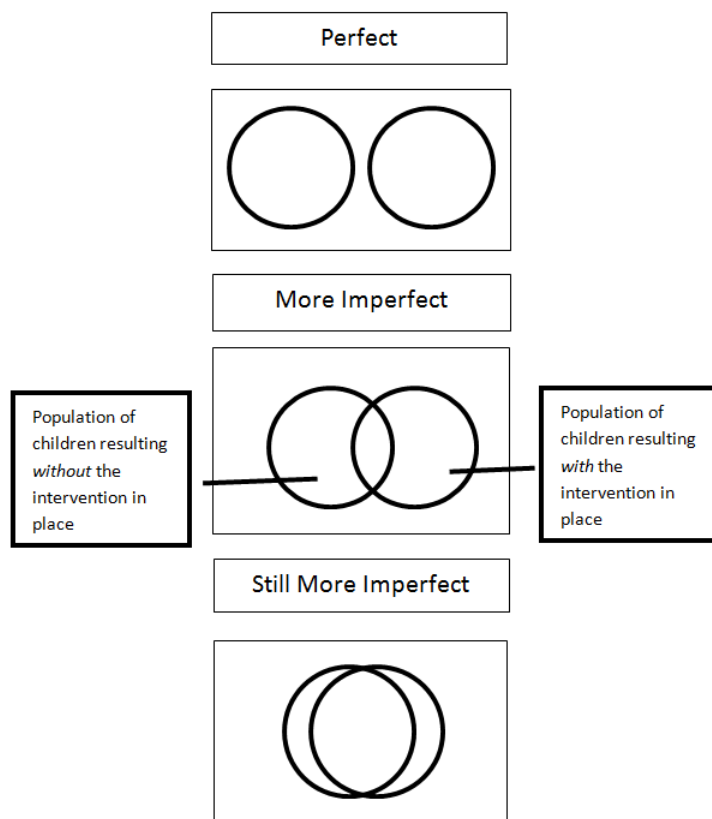 Perfect
More Imperfect
Population of
children resulting
without the
intervention in
place
Population of
children resulting
with the
intervention in
place
Still More Imperfect